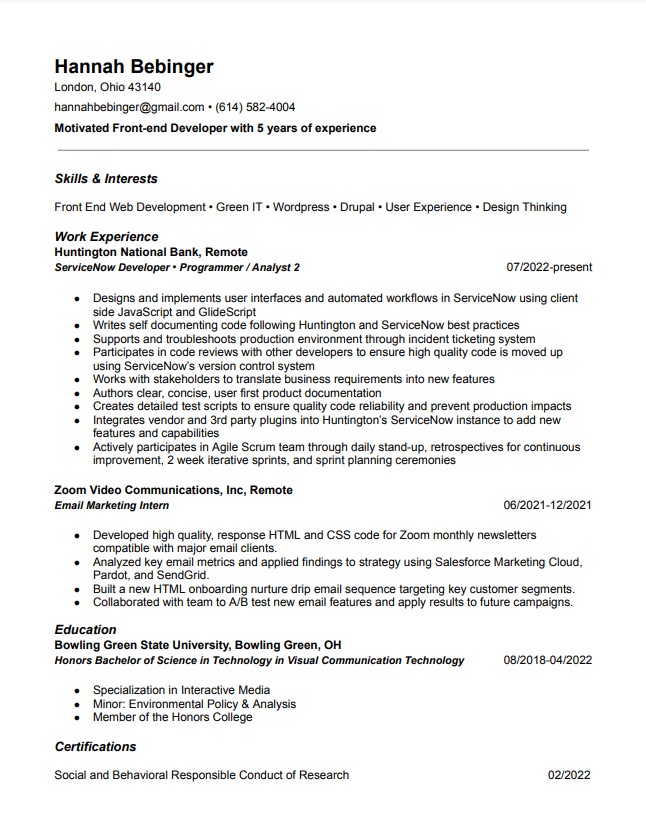 Hannah Bebinger
London, Ohio 43140
hannahbebinger@gmail.com • (614) 582-4004
Motivated Front-end Developer with 5 years of experience
Skills & Interests
Front End Web Development • Green IT • Wordpress • Drupal • User Experience • Design Thinking
Work Experience
Huntington National Bank, Remote
ServiceNow Developer • Programmer / Analyst 2 07/2022-present
● Designs and implements user interfaces and automated workflows in ServiceNow using client
side JavaScript and GlideScript
● Writes self documenting code following Huntington and ServiceNow best practices
● Supports and troubleshoots production environment through incident ticketing system
● Participates in code reviews with other developers to ensure high quality code is moved up
using ServiceNow's version control system
● Works with stakeholders to translate business requirements into new features
● Authors clear, concise, user first product documentation
● Creates detailed test scripts to ensure quality code reliability and prevent production impacts
● Integrates vendor and 3rd party plugins into Huntington's ServiceNow instance to add new
features and capabilities
● Actively participates in Agile Scrum team through daily stand-up, retrospectives for continuous
improvement, 2 week iterative sprints, and sprint planning ceremonies
Zoom Video Communications, Inc, Remote
Email Marketing Intern 06/2021-12/2021
● Developed high quality, response HTML and CSS code for Zoom monthly newsletters
compatible with major email clients.
● Analyzed key email metrics and applied findings to strategy using Salesforce Marketing Cloud,
Pardot, and SendGrid.
● Built a new HTML onboarding nurture drip email sequence targeting key customer segments.
● Collaborated with team to A/B test new email features and apply results to future campaigns.
Education
Bowling Green State University, Bowling Green, OH
Honors Bachelor of Science in Technology in Visual Communication Technology 08/2018-04/2022
● Specialization in Interactive Media
● Minor: Environmental Policy & Analysis
● Member of the Honors College
Certifications
Social and Behavioral Responsible Conduct of Research 02/2022